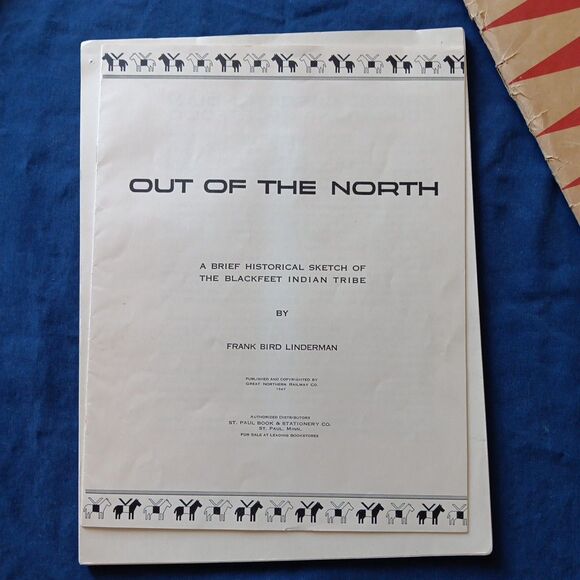 OUT OF THE NORTH
A BRIEF HISTORICAL SKETCH OF
THE BLACKFEET INDIAN TRIBE
BY
FRANK BIRD LINDERMAN
PUBLISHED AND COPYRIGHTED BY
GREAT NORTHERN RAILWAY CO.
1947
AUTHORIZED DISTRIBUTORS
ST. PAUL BOOK & STATIONERY CO.
ST. PAUL, MINN.
FOR SALE AT LEADING BOOKSTORES